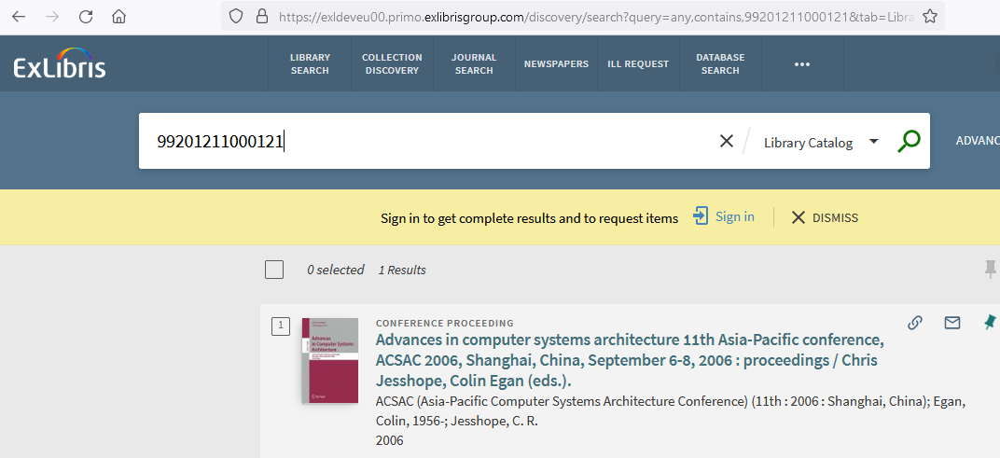 https://exldeveu00.primo.exlibrisgroup.com/discovery/search?query=any,contains,99201211000121&tab=Libra
ExLibris
LIBRARY SEARCH
COLLECTION DISCOVERY
JOURNAL SEARCH
NEWSPAPERS
ILL REQUEST
DATABASE SEARCH
99201211000121
Library Catalog
ADVANC
Sign in to get complete results and to request items
Sign in
DISMISS
0 selected 1 Results
1
CONFERENCE PROCEEDING
Advances in computer systems architecture 11th Asia-Pacific conference,
ACSAC 2006, Shanghai, China, September 6-8, 2006 : proceedings / Chris
Jesshope, Colin Egan (eds.).
ACSAC (Asia-Pacific Computer Systems Architecture Conference) (11th : 2006 : Shanghai, China); Egan,
Colin, 1956-; Jesshope, C. R.
2006
Advances
in Computer Systems
Architecture